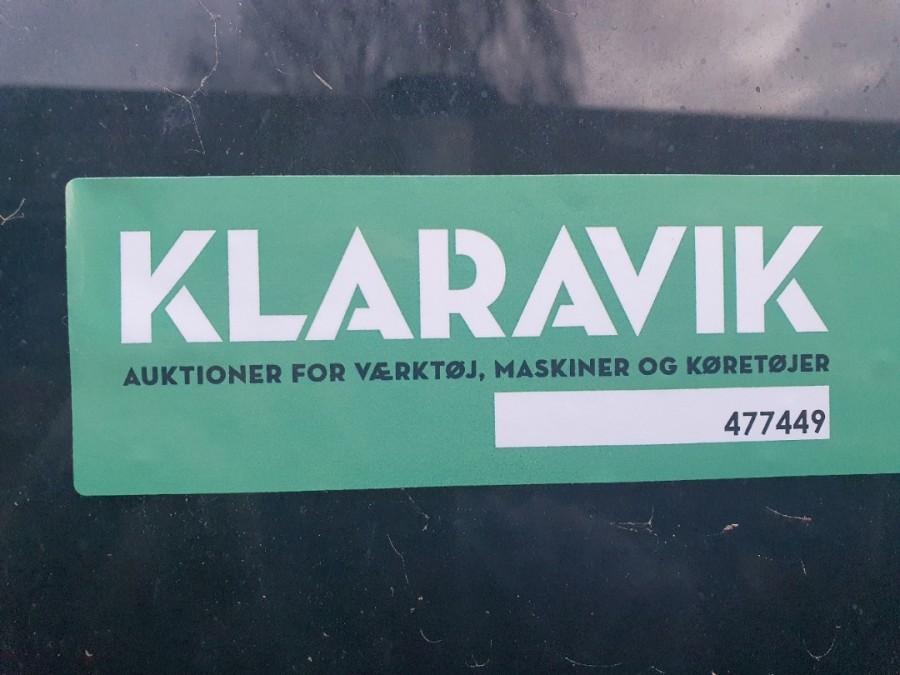 KLARAVIK
AUKTIONER FOR VÆRKTØJ, MASKINER OG KØRETØJER
477449